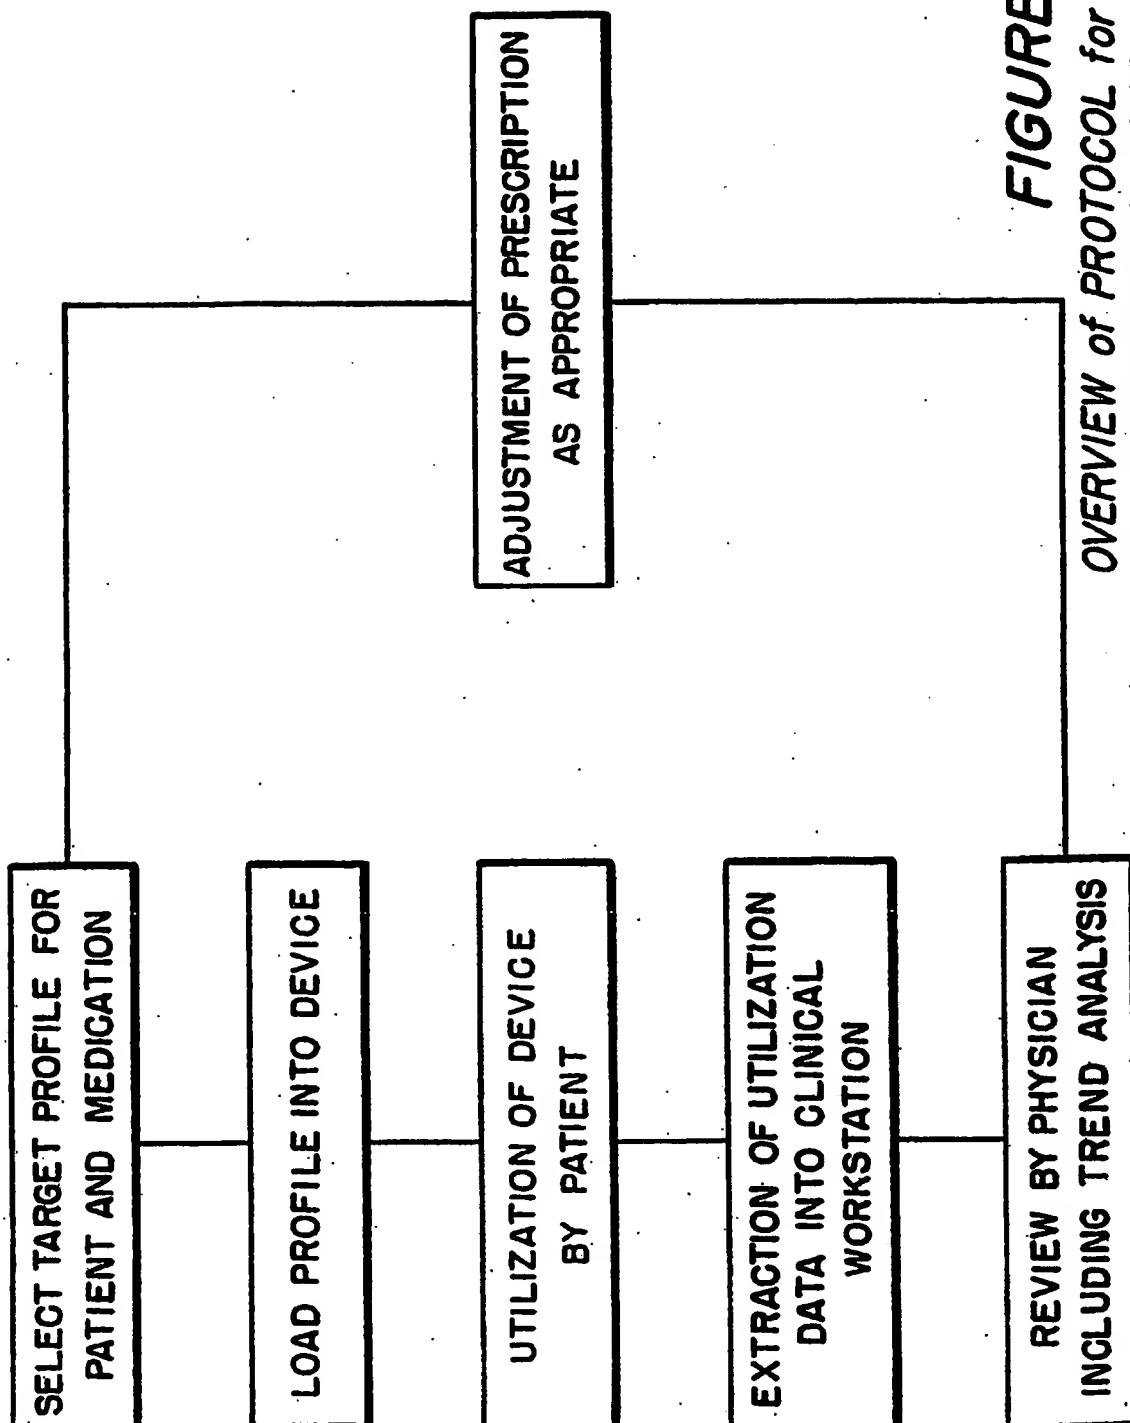 SELECT TARGET PROFILE FOR
PATIENT AND MEDICATION
LOAD PROFILE INTO DEVICE
UTILIZATION OF DEVICE
BY PATIENT
EXTRACTION OF UTILIZATION
DATA INTO CLINICAL
WORKSTATION
REVIEW BY PHYSICIAN
INCLUDING TREND ANALYSIS
ADJUSTMENT OF PRESCRIPTION
AS APPROPRIATE
FIGURE
OVERVIEW of PROTOCOL for